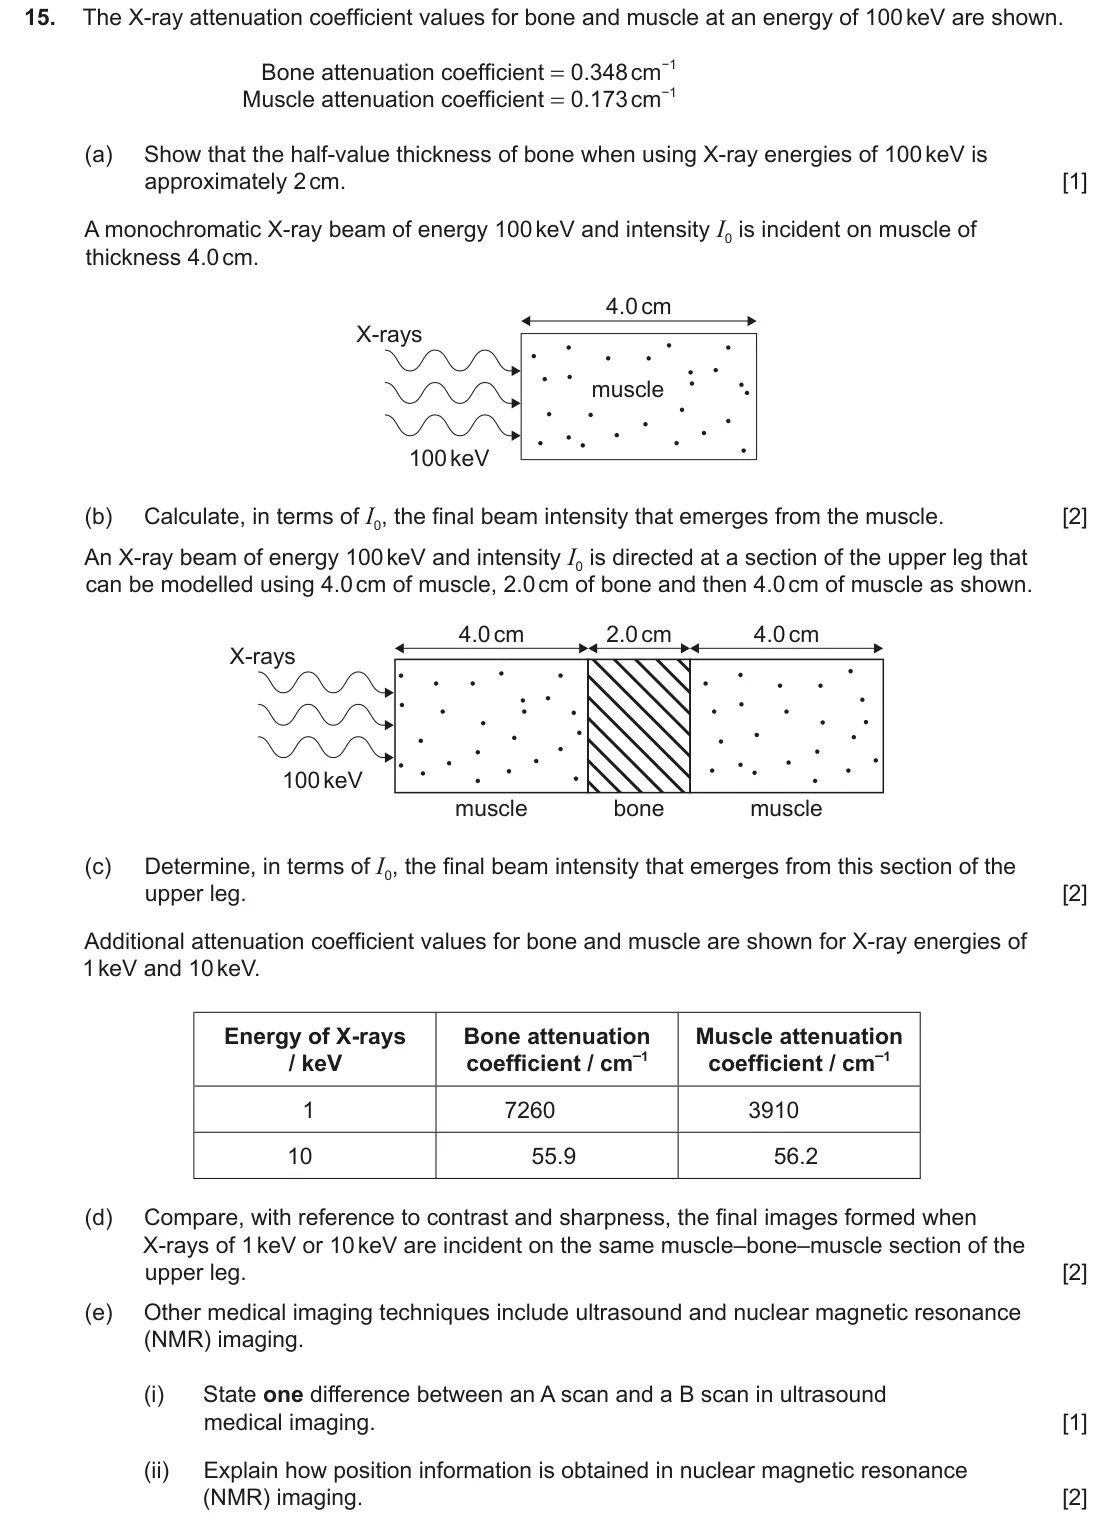 15. The X-ray attenuation coefficient values for bone and muscle at an energy of 100 keV are shown.
Bone attenuation coefficient = 0.348 cm⁻¹
Muscle attenuation coefficient = 0.173 cm⁻¹
(a) Show that the half-value thickness of bone when using X-ray energies of 100 keV is
approximately 2 cm. [1]
A monochromatic X-ray beam of energy 100 keV and intensity I₀ is incident on muscle of
thickness 4.0 cm.
4.0 cm
X-rays
muscle
100 keV
(b) Calculate, in terms of I₀, the final beam intensity that emerges from the muscle. [2]
An X-ray beam of energy 100 keV and intensity I₀ is directed at a section of the upper leg that
can be modelled using 4.0 cm of muscle, 2.0 cm of bone and then 4.0 cm of muscle as shown.
4.0 cm 2.0 cm 4.0 cm
X-rays
100 keV
muscle bone muscle
(c) Determine, in terms of I₀, the final beam intensity that emerges from this section of the
upper leg. [2]
Additional attenuation coefficient values for bone and muscle are shown for X-ray energies of
1 keV and 10 keV.
Energy of X-rays Bone attenuation Muscle attenuation
/ keV coefficient / cm⁻¹ coefficient / cm⁻¹
1 7260 3910
10 55.9 56.2
(d) Compare, with reference to contrast and sharpness, the final images formed when
X-rays of 1 keV or 10 keV are incident on the same muscle–bone–muscle section of the
upper leg. [2]
(e) Other medical imaging techniques include ultrasound and nuclear magnetic resonance
(NMR) imaging.
(i) State one difference between an A scan and a B scan in ultrasound
medical imaging. [1]
(ii) Explain how position information is obtained in nuclear magnetic resonance
(NMR) imaging. [2]